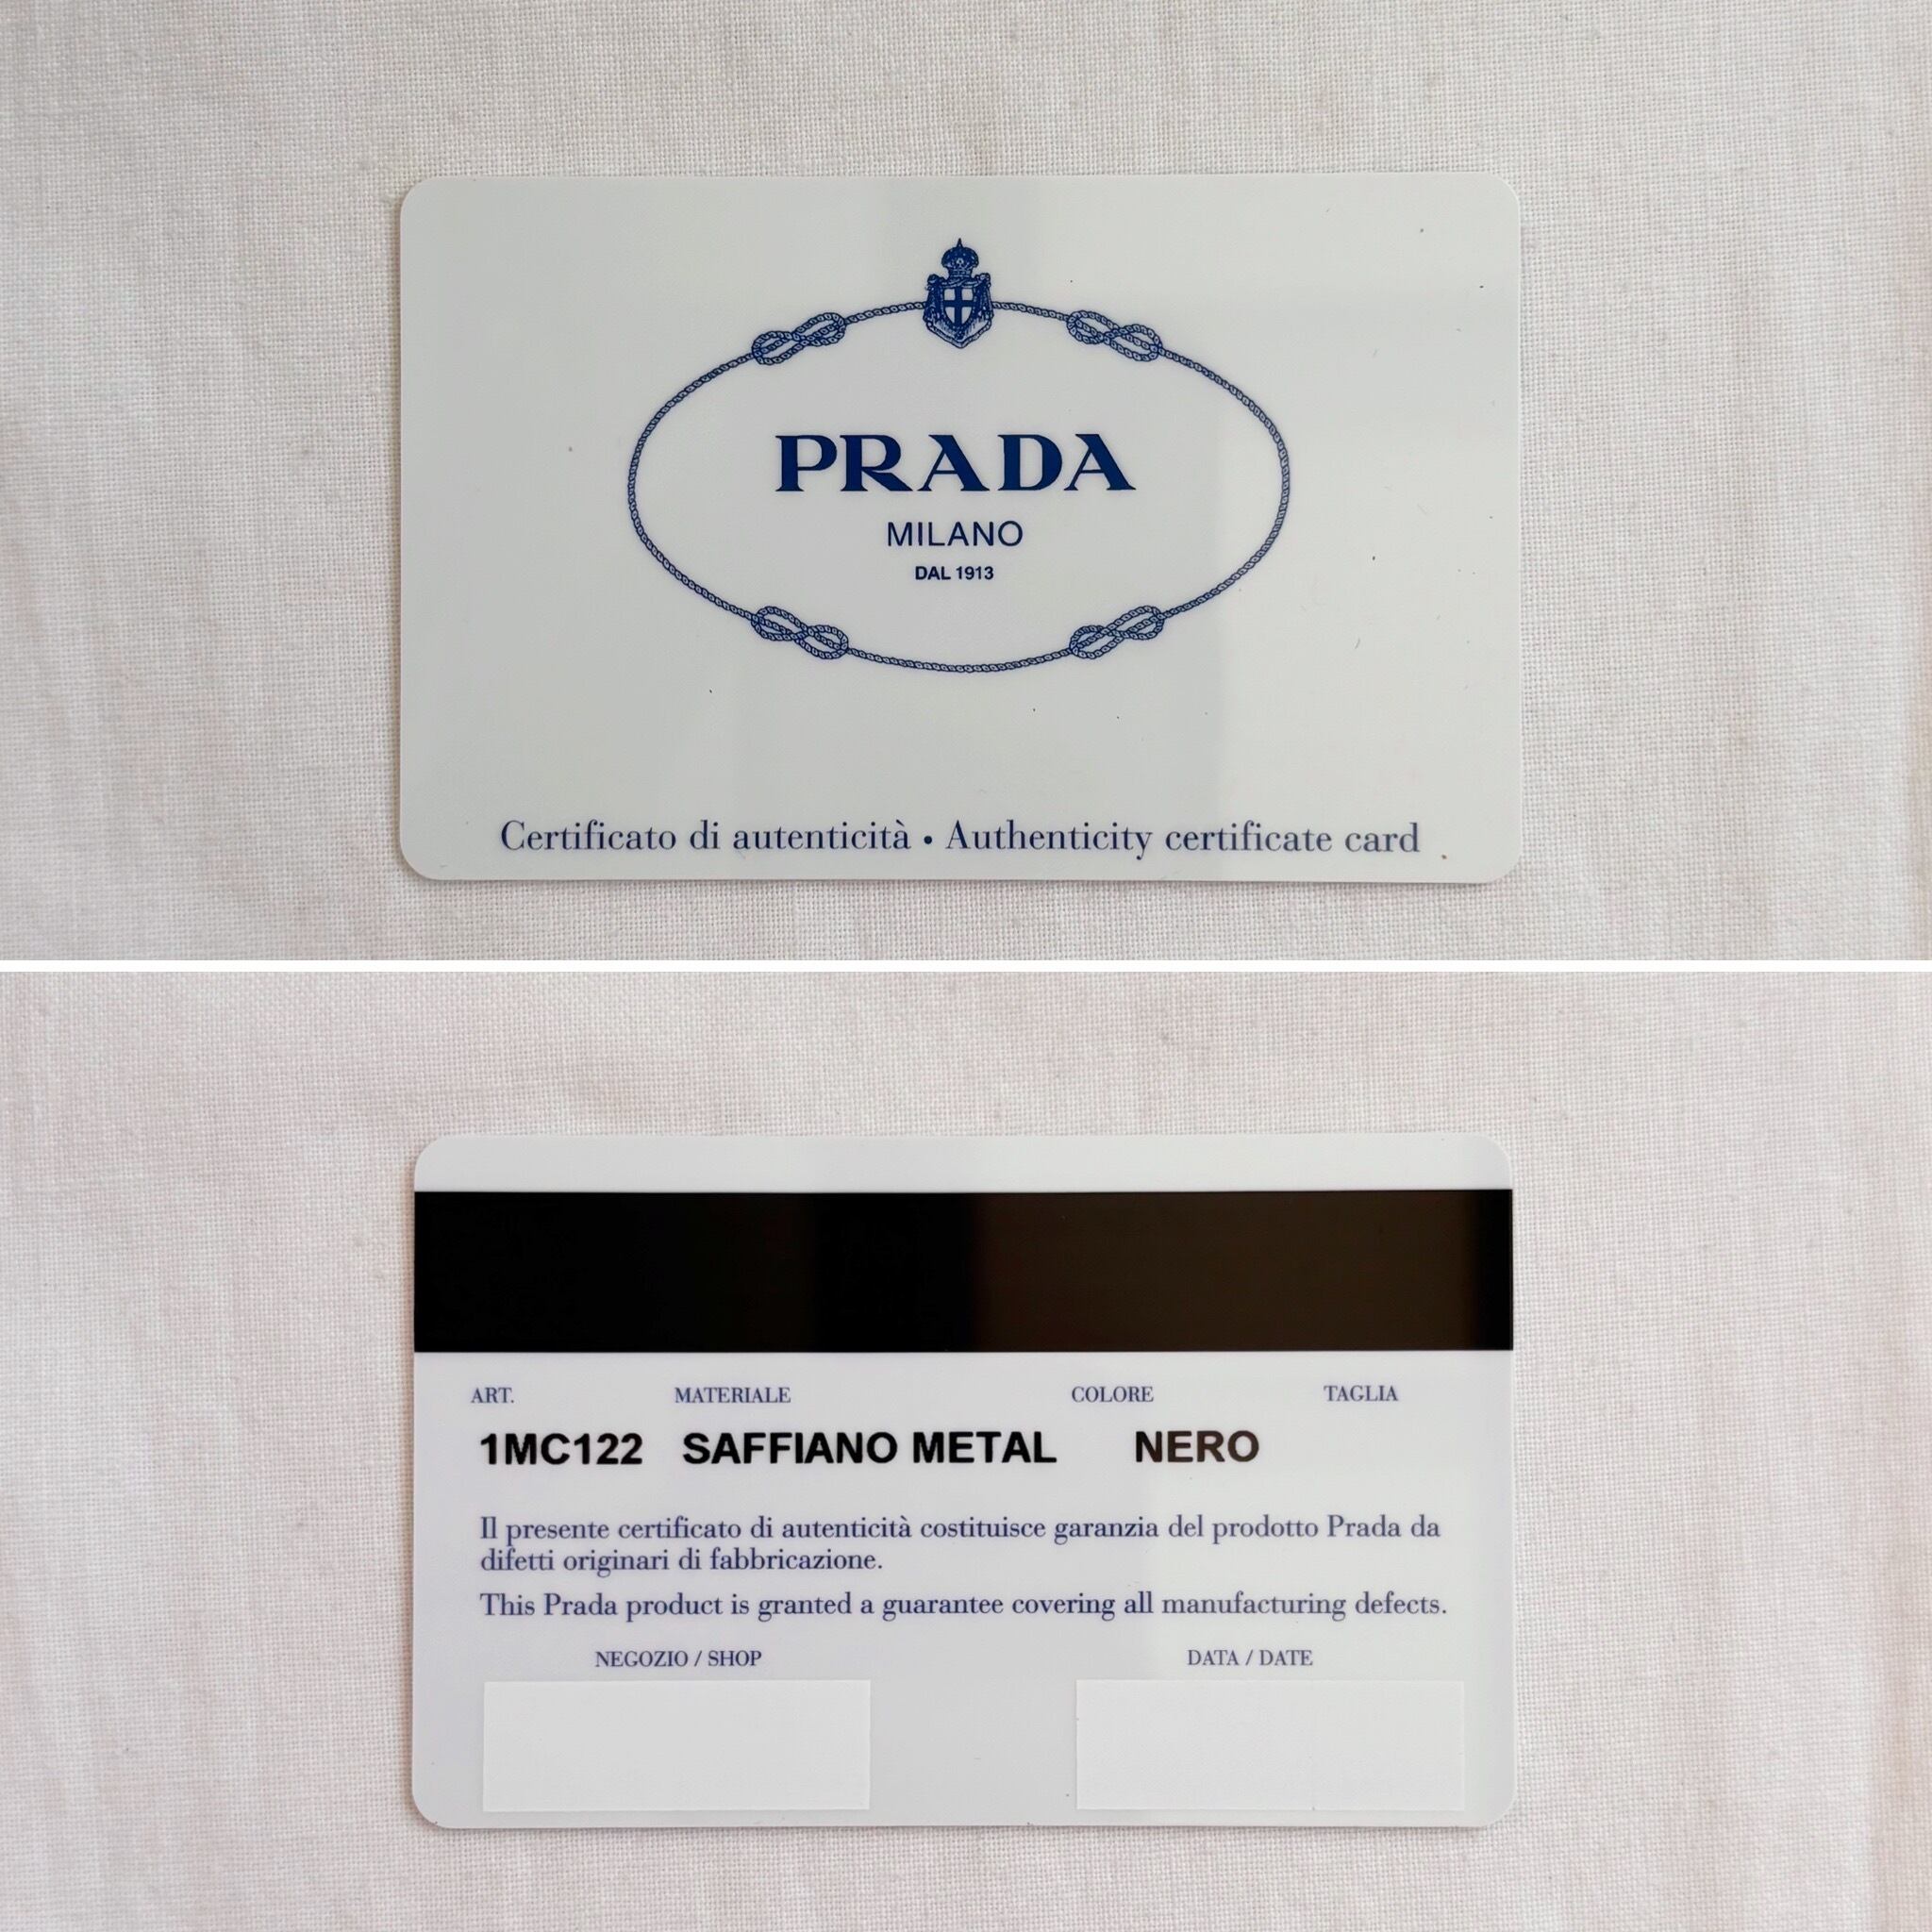 PRADA
MILANO
DAL 1913
Certificato di autenticità • Authenticity certificate card
ART. MATERIALE COLORE TAGLIA
1MC122 SAFFIANO METAL NERO
Il presente certificato di autenticità costituisce garanzia del prodotto Prada da
difetti originari di fabbricazione.
This Prada product is granted a guarantee covering all manufacturing defects.
NEGOZIO / SHOP DATA / DATE